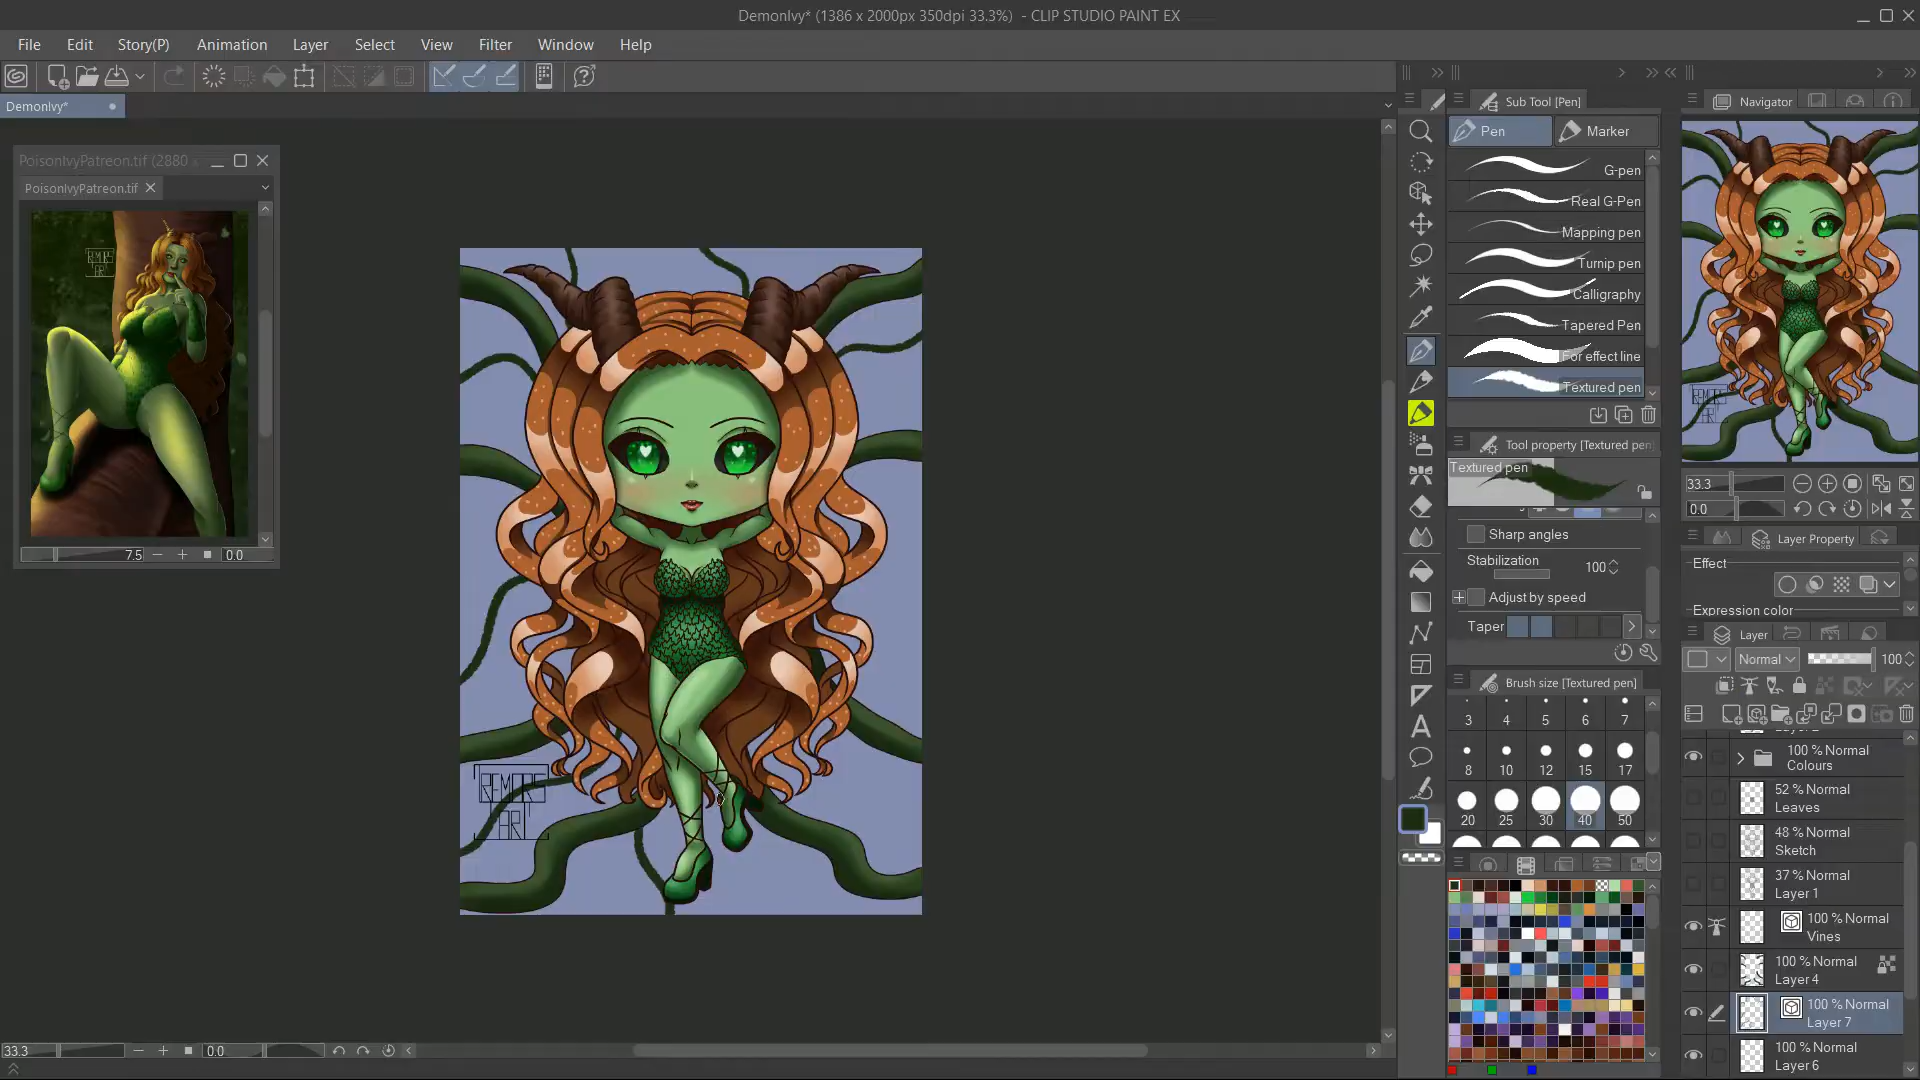 DemonIvy* (1386 x 2000px 350dpi 33.3%) - CLIP STUDIO PAINT EX
File Edit Story(P) Animation Layer Select View Filter Window Help
DemonIvy*
PoisonIvyPatreon.tif (2880
PoisonIvyPatreon.tif
7.5
0.0
REMIRS
ART
Sub Tool [Pen]
Pen
Marker
G-pen
Real G-Pen
Mapping pen
Turnip pen
Calligraphy
Tapered Pen
For effect line
Textured pen
Tool property [Textured pen
Textured pen
Sharp angles
Stabilization 100
Adjust by speed
Taper
Brush size [Textured pen]
3 4 5 6 7
8 10 12 15 17
20 25 30 40 50
Navigator
33.3
0.0
Layer Property
Effect
Expression color
Layer
Normal
100
100 % Normal
Colours
52 % Normal
Leaves
48 % Normal
Sketch
37 % Normal
Layer 1
100 % Normal
Vines
100 % Normal
Layer 4
100 % Normal
Layer 7
100 % Normal
Layer 6
33.3
0.0